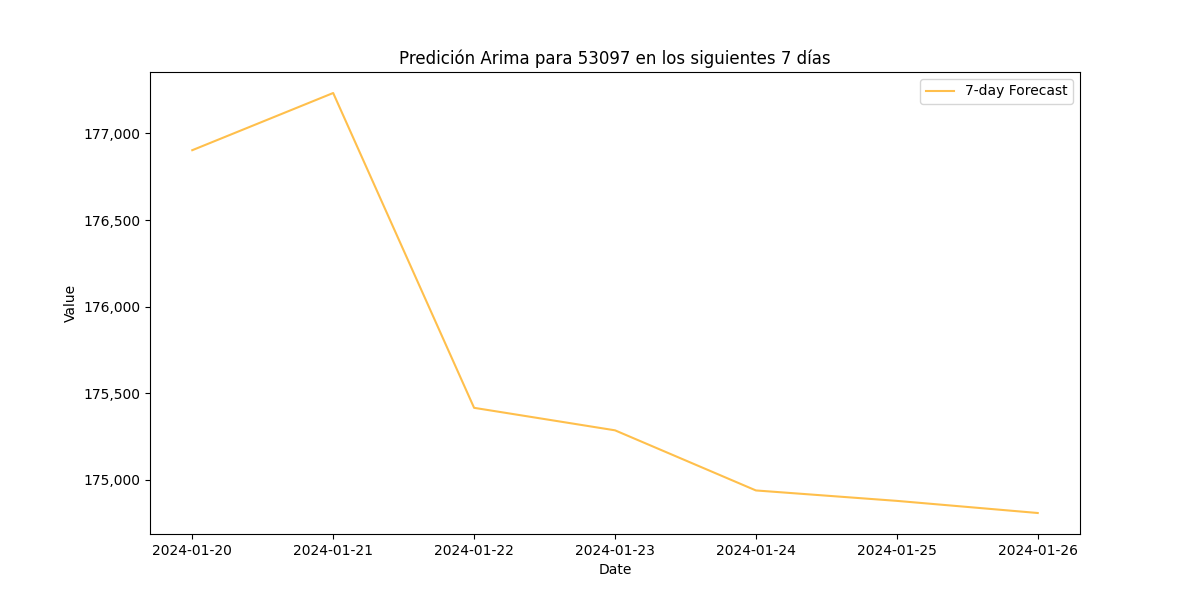 Predición Arima para 53097 en los siguientes 7 días
7-day Forecast
177,000
176,500
176,000
175,500
175,000
Value
2024-01-20 2024-01-21 2024-01-22 2024-01-23 2024-01-24 2024-01-25 2024-01-26
Date